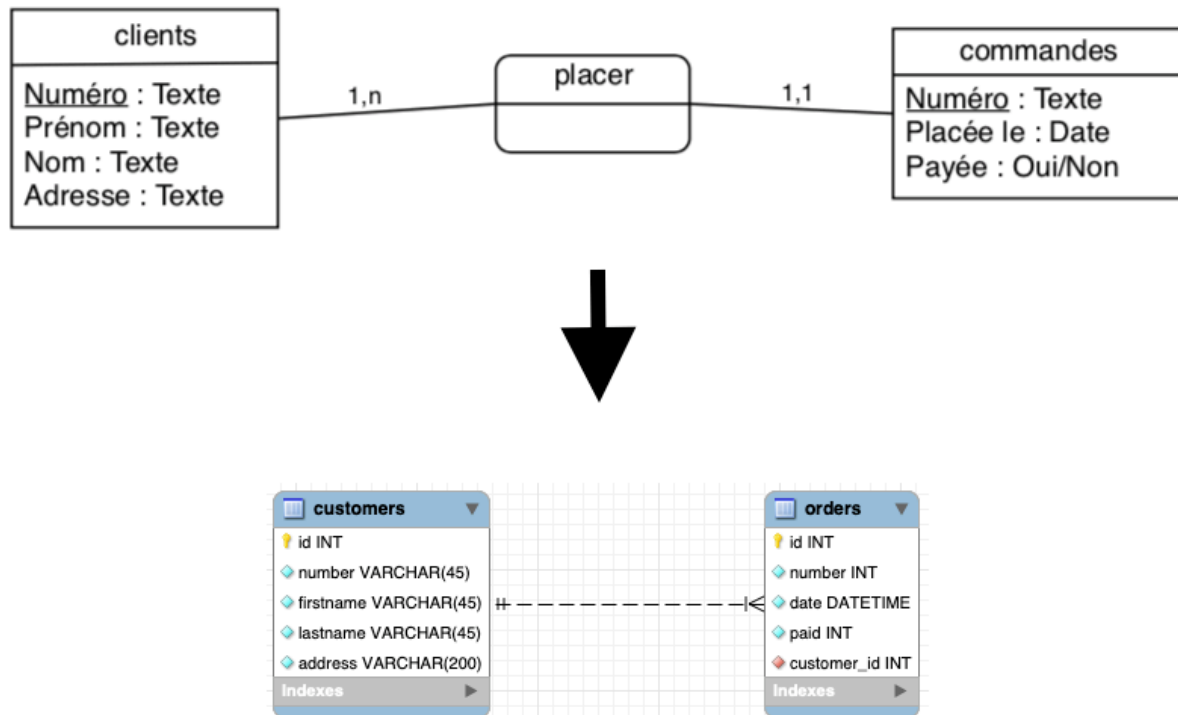 clients
Numéro : Texte
Prénom : Texte
Nom : Texte
Adresse : Texte
1,n
placer
1,1
commandes
Numéro : Texte
Placée le : Date
Payée : Oui/Non
customers
id INT
number VARCHAR(45)
firstname VARCHAR(45)
lastname VARCHAR(45)
address VARCHAR(200)
Indexes
orders
id INT
number INT
date DATETIME
paid INT
customer_id INT
Indexes